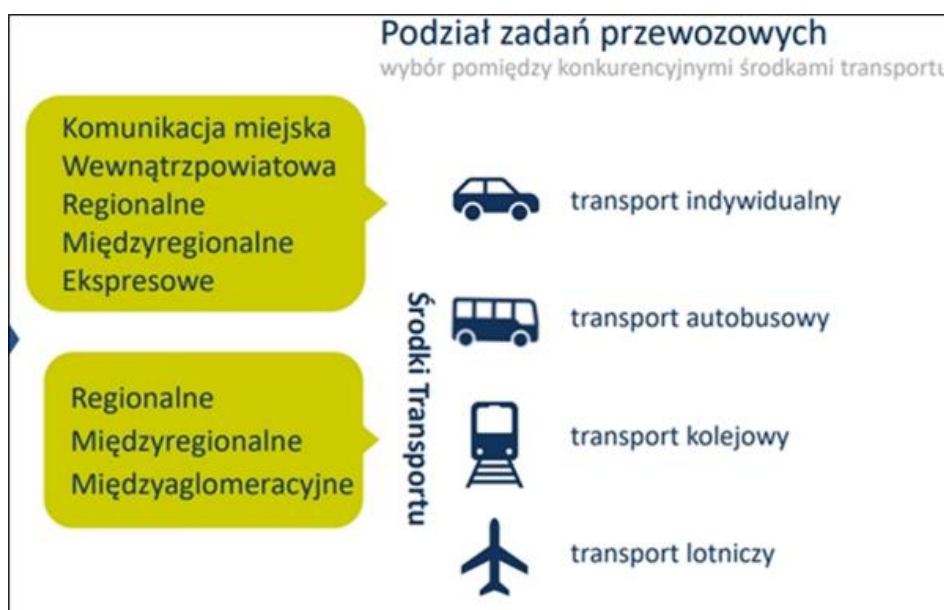 Podział zadań przewozowych
wybór pomiędzy konkurencyjnymi środkami transportu
Komunikacja miejska
Wewnątrzpowiatowa
Regionalne
Międzyregionalne
Ekspresowe
Regionalne
Międzyregionalne
Międzyaglomeracyjne
Środki Transportu
transport indywidualny
transport autobusowy
transport kolejowy
transport lotniczy